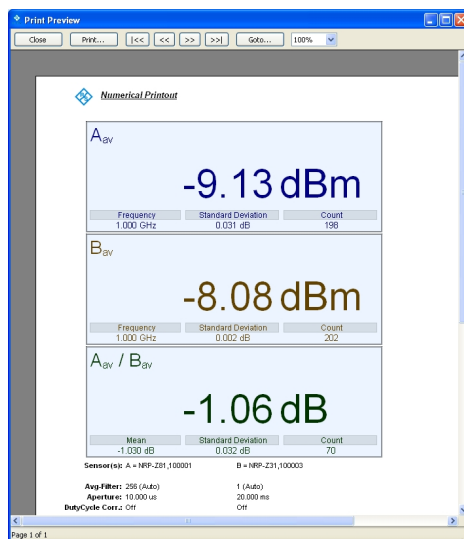 Print Preview
Close Print... |<< << >> >>| Goto... 100%
Numerical Printout
Aav
-9.13 dBm
Frequency Standard Deviation Count
1.000 GHz 0.031 dB 198
Bav
-8.08 dBm
Frequency Standard Deviation Count
1.000 GHz 0.002 dB 202
Aav / Bav
-1.06 dB
Mean Standard Deviation Count
-1.030 dB 0.032 dB 70
Sensor(s): A = NRP-Z81,100001 B = NRP-Z31,100003
Avg-Filter: 256 (Auto) 1 (Auto)
Aperture: 10.000 us 20.000 ms
DutyCycle Corr.: Off Off
Page 1 of 1